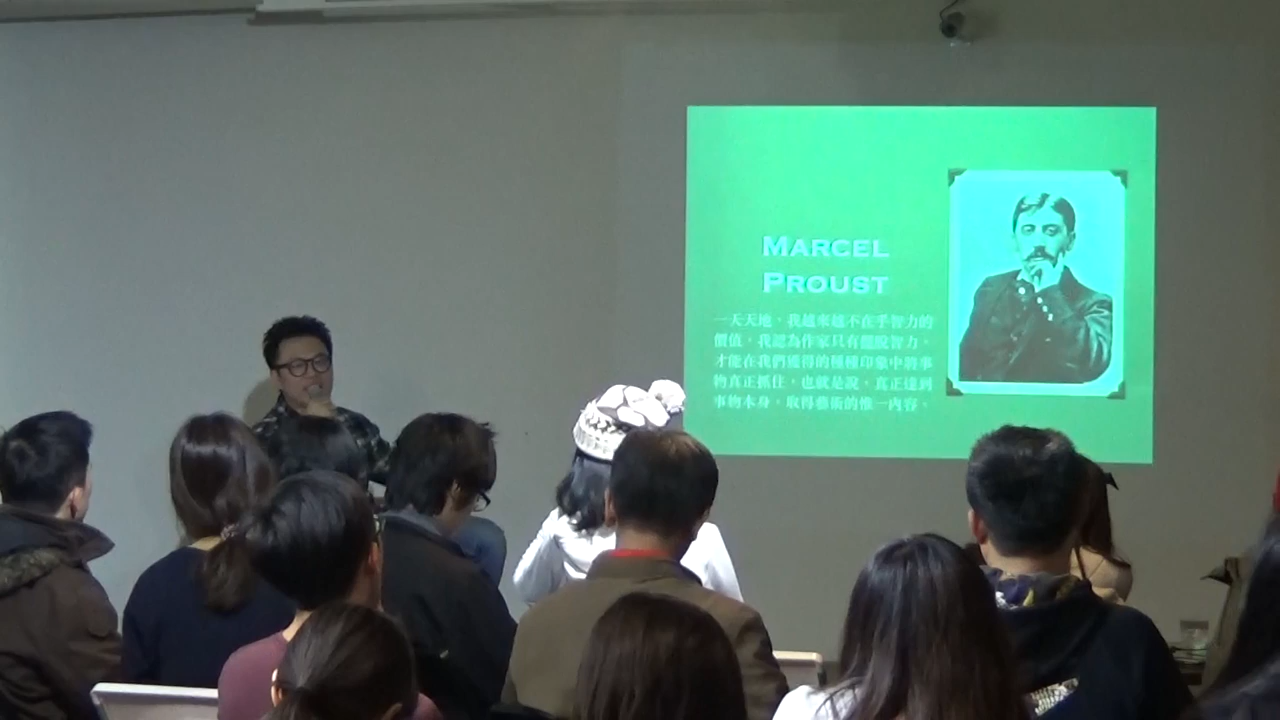 MARCEL
PROUST
一天天地，我越來越不在乎智力的
價值，我認為作家只有擺脫智力，
才能在我們獲得的種種印象中將事
物真正抓住，也就是說，真正達到
事物本身，取得藝術的惟一內容。